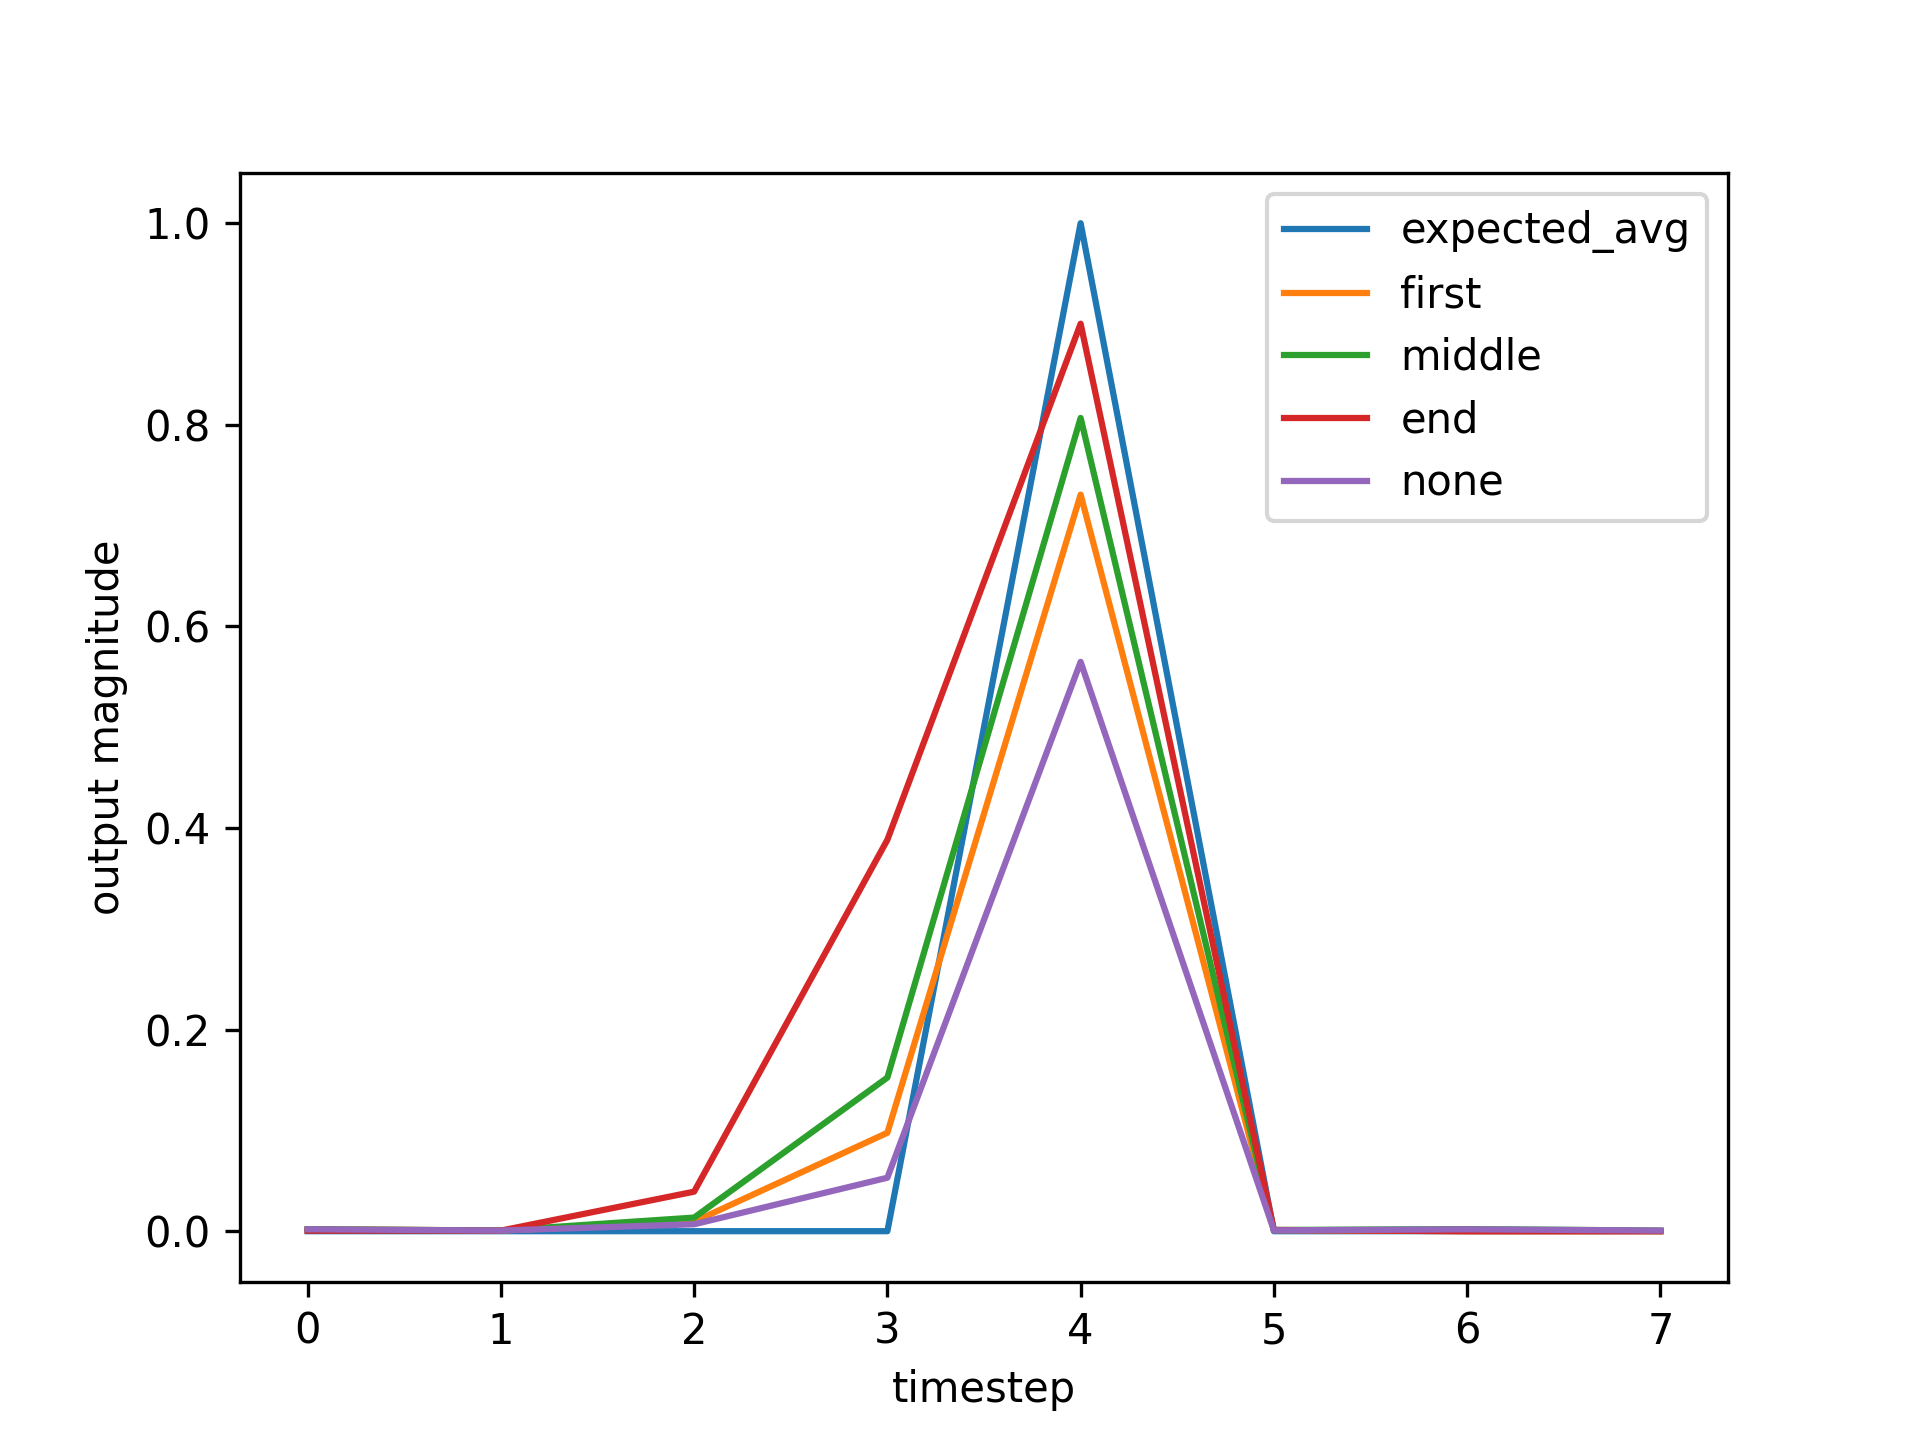 expected_avg
first
middle
end
none
1.0
0.8
0.6
0.4
0.2
0.0
output magnitude
0 1 2 3 4 5 6 7
timestep